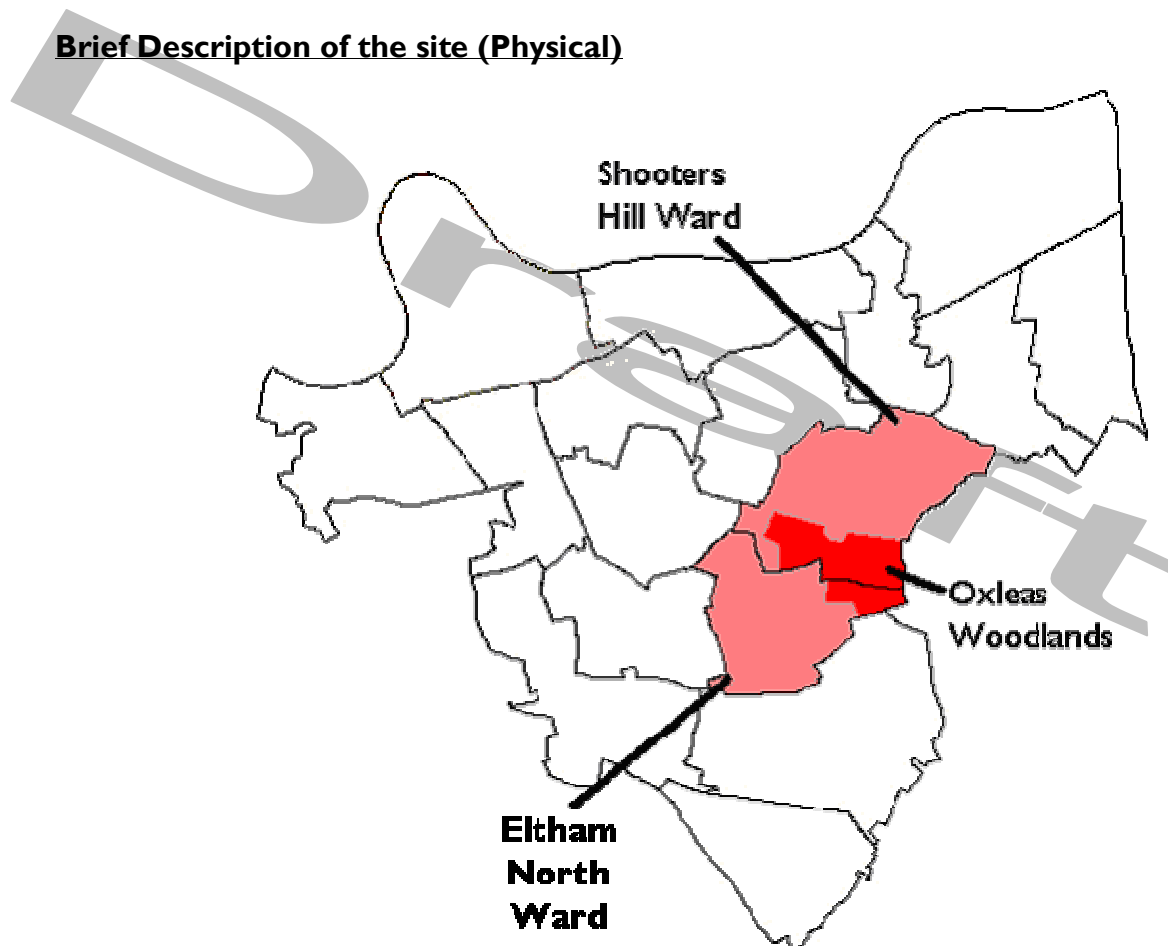 Brief Description of the site (Physical)
Draft
Shooters
Hill Ward
Oxleas
Woodlands
Eltham
North
Ward